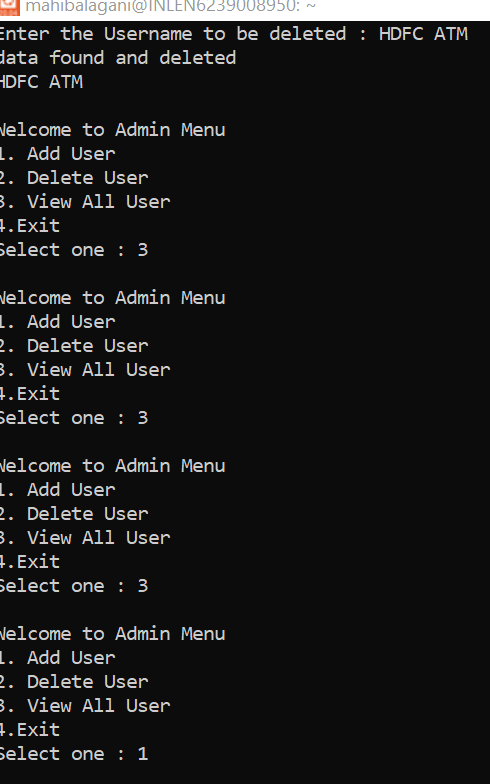 mahibalagani@INLEN6239008950: ~
Enter the Username to be deleted : HDFC ATM
data found and deleted
HDFC ATM
Welcome to Admin Menu
1. Add User
2. Delete User
3. View All User
4.Exit
Select one : 3
Welcome to Admin Menu
1. Add User
2. Delete User
3. View All User
4.Exit
Select one : 3
Welcome to Admin Menu
1. Add User
2. Delete User
3. View All User
4.Exit
Select one : 3
Welcome to Admin Menu
1. Add User
2. Delete User
3. View All User
4.Exit
Select one : 1